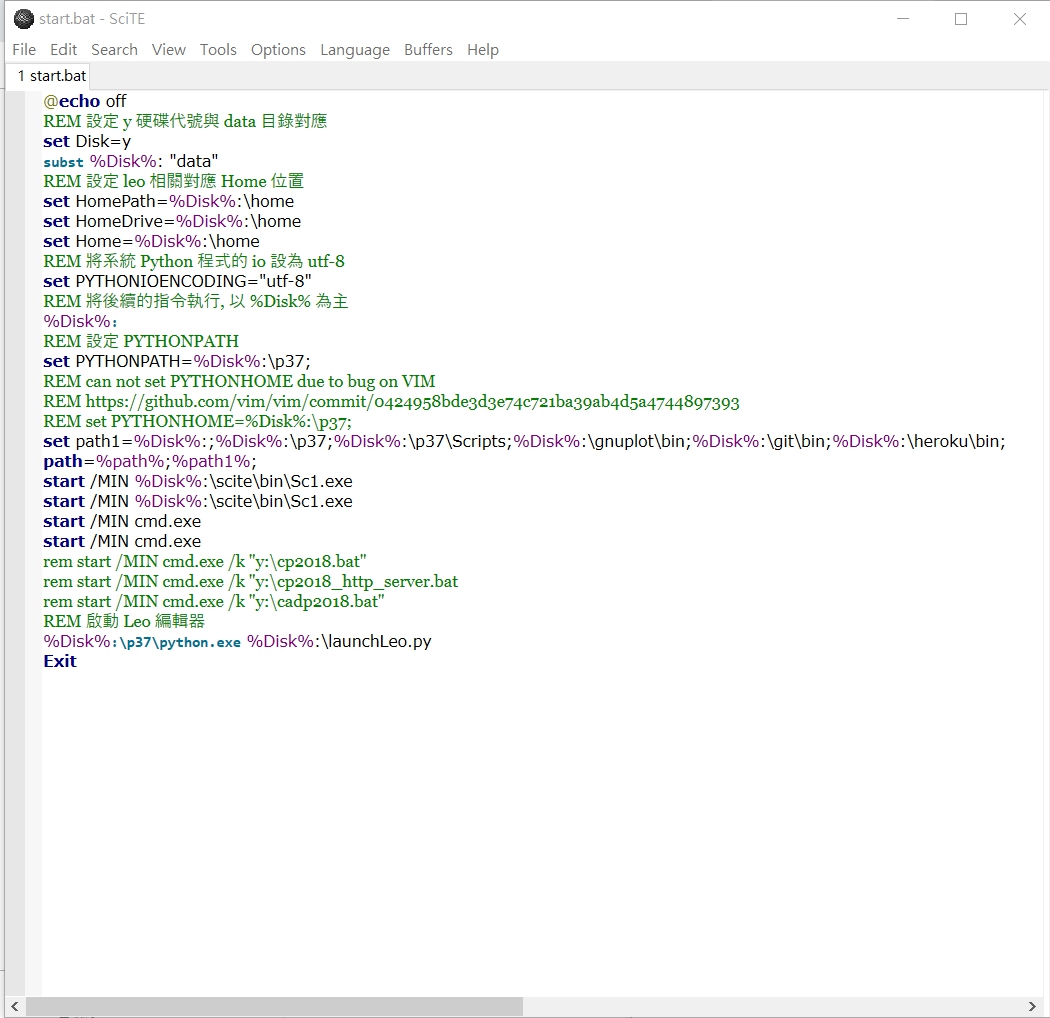 start.bat - SciTE
File Edit Search View Tools Options Language Buffers Help
1 start.bat
@echo off
REM 設定 y 硬碟代號與 data 目錄對應
set Disk=y
subst %Disk%: "data"
REM 設定 leo 相關對應 Home 位置
set HomePath=%Disk%:\home
set HomeDrive=%Disk%:\home
set Home=%Disk%:\home
REM 將系統 Python 程式的 io 設為 utf-8
set PYTHONIOENCODING="utf-8"
REM 將後續的指令執行, 以 %Disk% 為主
%Disk%:
REM 設定 PYTHONPATH
set PYTHONPATH=%Disk%:\p37;
REM can not set PYTHONHOME due to bug on VIM
REM https://github.com/vim/vim/commit/0424958bde3d3e74c721ba39ab4d5a4744897393
REM set PYTHONHOME=%Disk%:\p37;
set path1=%Disk%:;%Disk%:\p37;%Disk%:\p37\Scripts;%Disk%:\gnuplot\bin;%Disk%:\git\bin;%Disk%:\heroku\bin;
path=%path%;%path1%;
start /MIN %Disk%:\scite\bin\Sc1.exe
start /MIN %Disk%:\scite\bin\Sc1.exe
start /MIN cmd.exe
start /MIN cmd.exe
rem start /MIN cmd.exe /k "y:\cp2018.bat"
rem start /MIN cmd.exe /k "y:\cp2018_http_server.bat
rem start /MIN cmd.exe /k "y:\cadp2018.bat"
REM 啟動 Leo 編輯器
%Disk%:\p37\python.exe %Disk%:\launchLeo.py
Exit